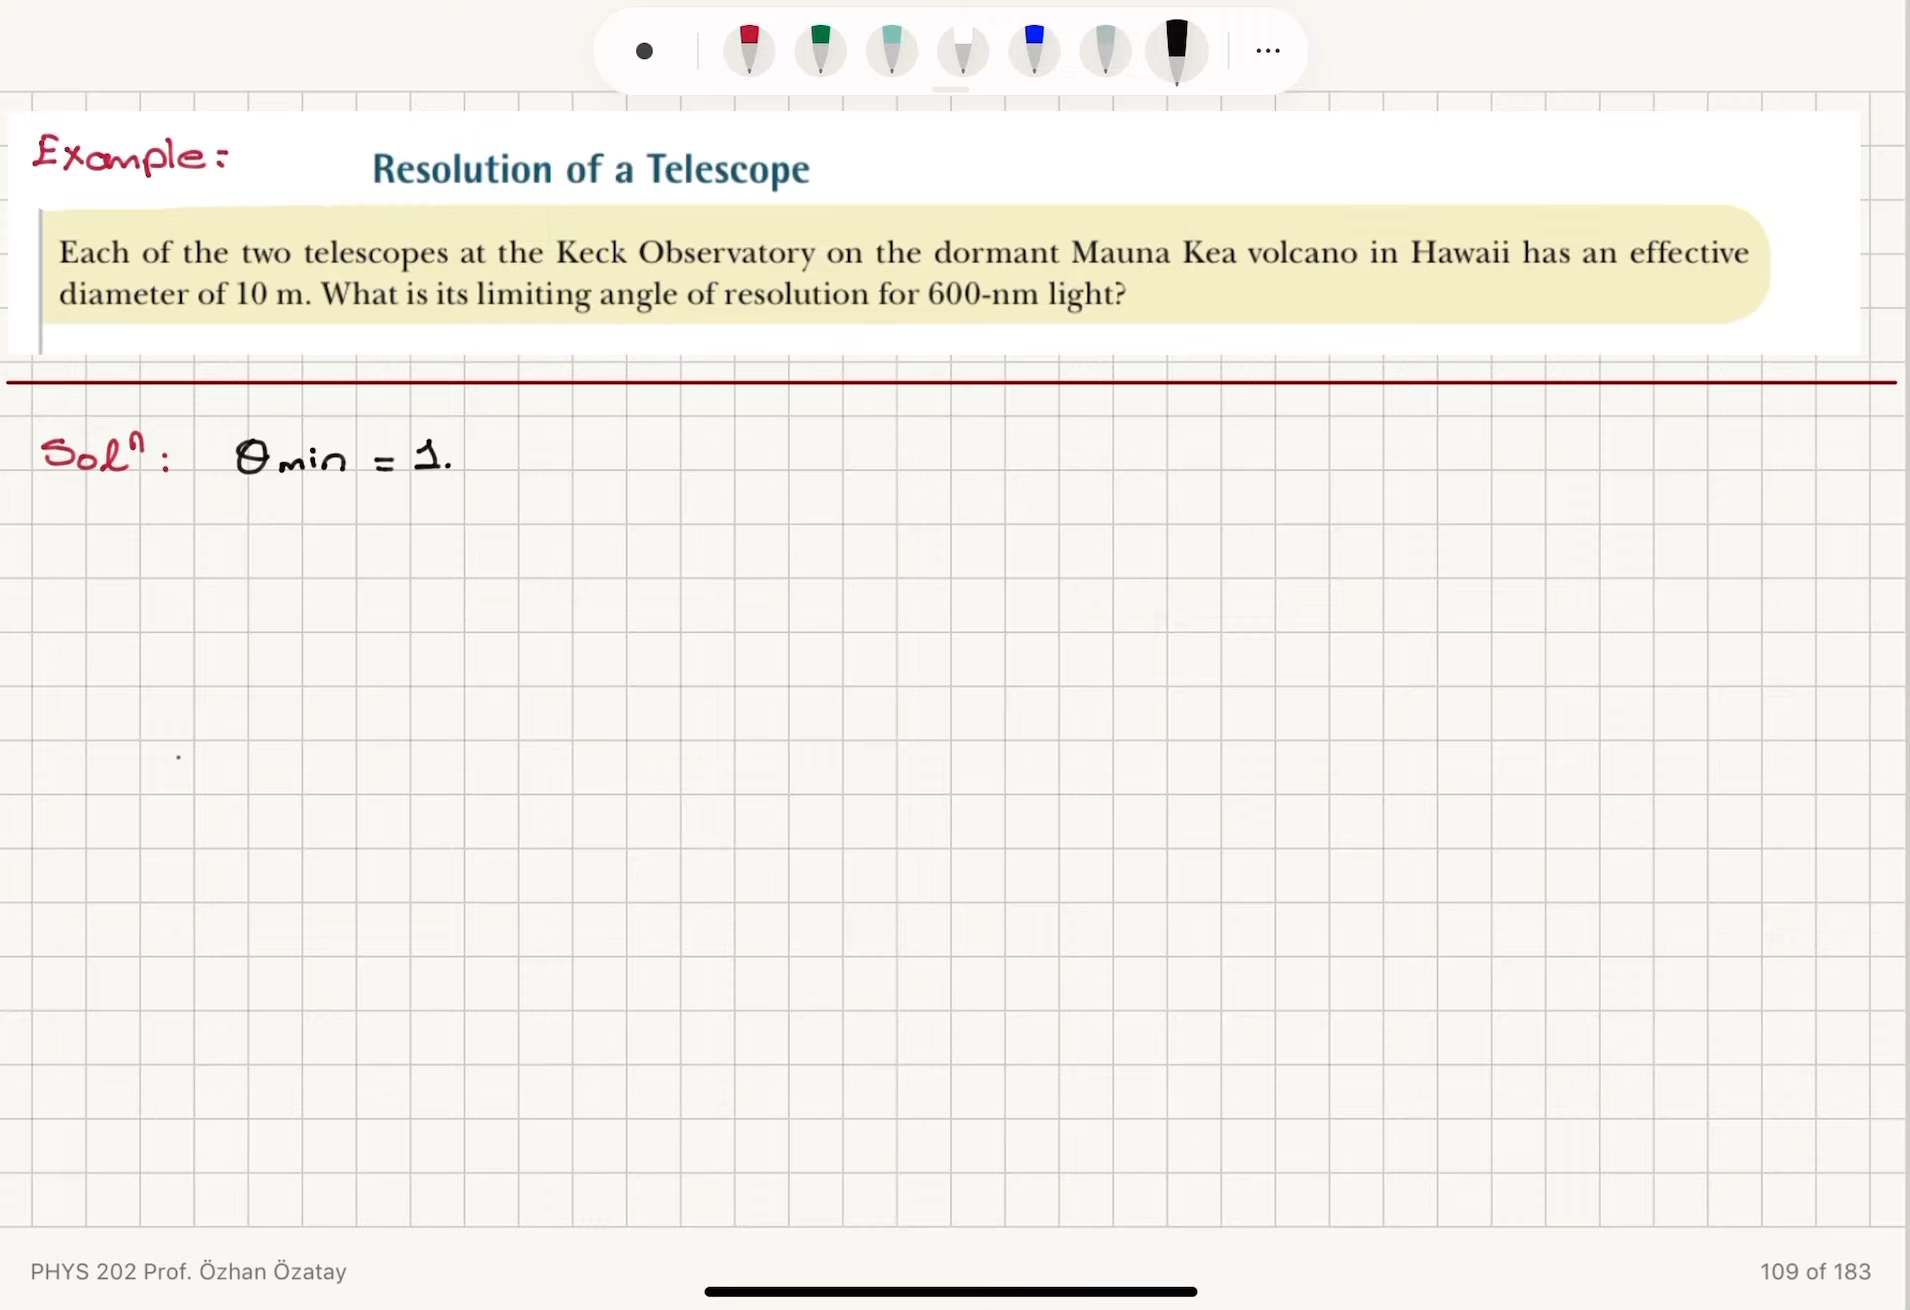 Example:
Resolution of a Telescope
Each of the two telescopes at the Keck Observatory on the dormant Mauna Kea volcano in Hawaii has an effective
diameter of 10 m. What is its limiting angle of resolution for 600-nm light?
Solⁿ: θmin = 1.
PHYS 202 Prof. Özhan Özatay
109 of 183